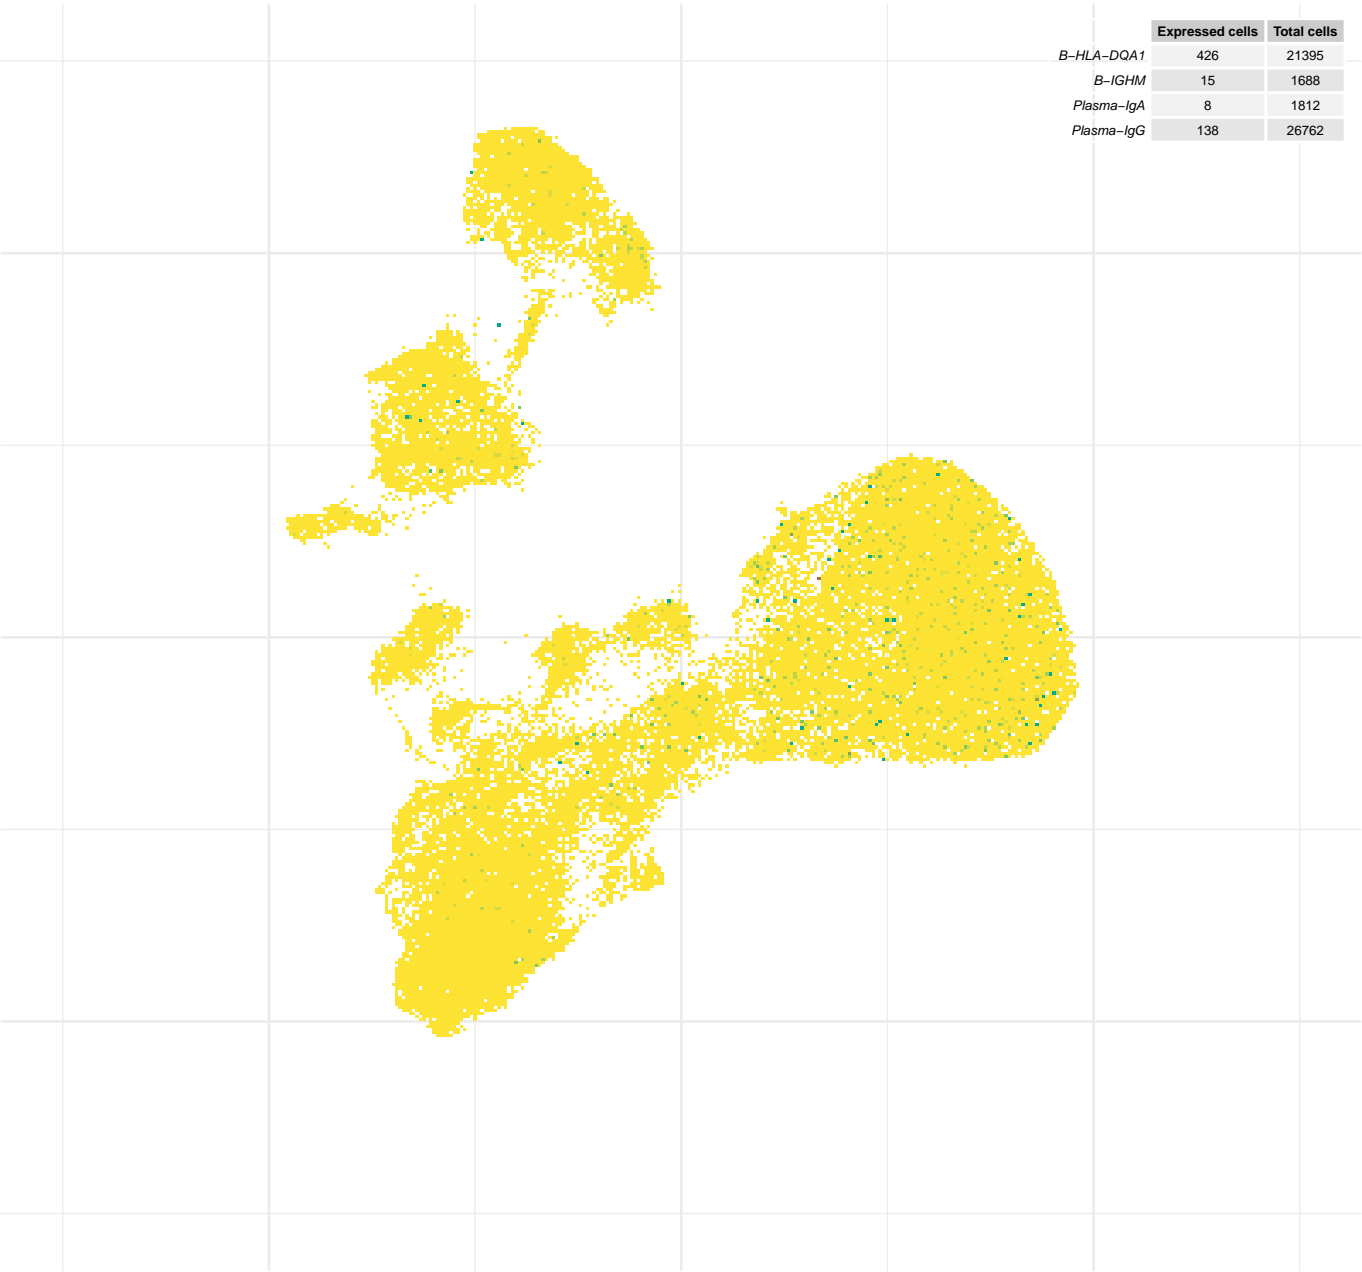 Expressed cells Total cells
B−HLA−DQA1 426 21395
B−IGHM 15 1688
Plasma−IgA 8 1812
Plasma−IgG 138 26762